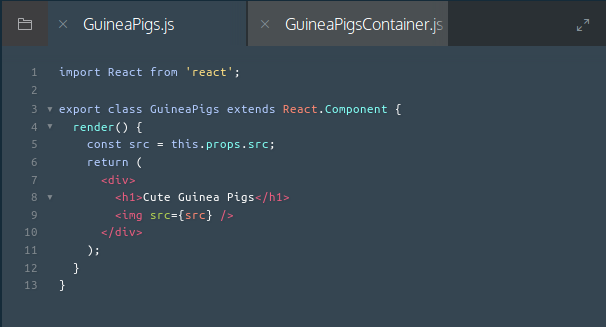 GuineaPigs.js
GuineaPigsContainer.js
1 import React from 'react';
2
3 export class GuineaPigs extends React.Component {
4   render() {
5     const src = this.props.src;
6     return (
7       <div>
8         <h1>Cute Guinea Pigs</h1>
9         <img src={src} />
10       </div>
11     );
12   }
13 }